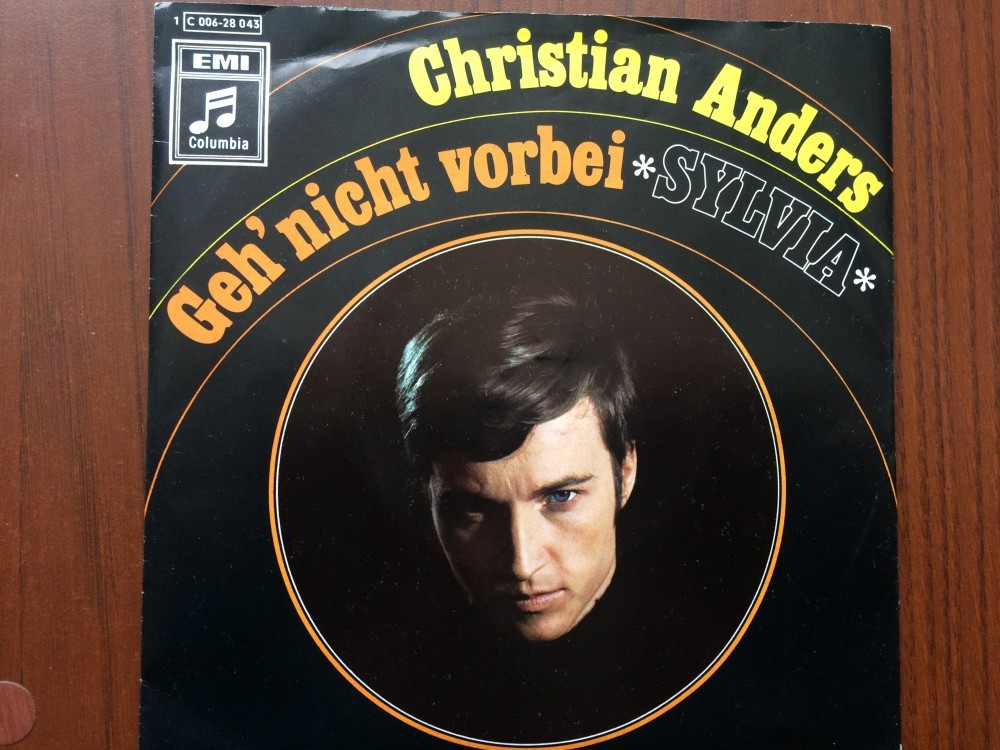 1 C 006-28 043
EMI
Columbia
Christian Anders
Geh' nicht vorbei *SYLVIA*